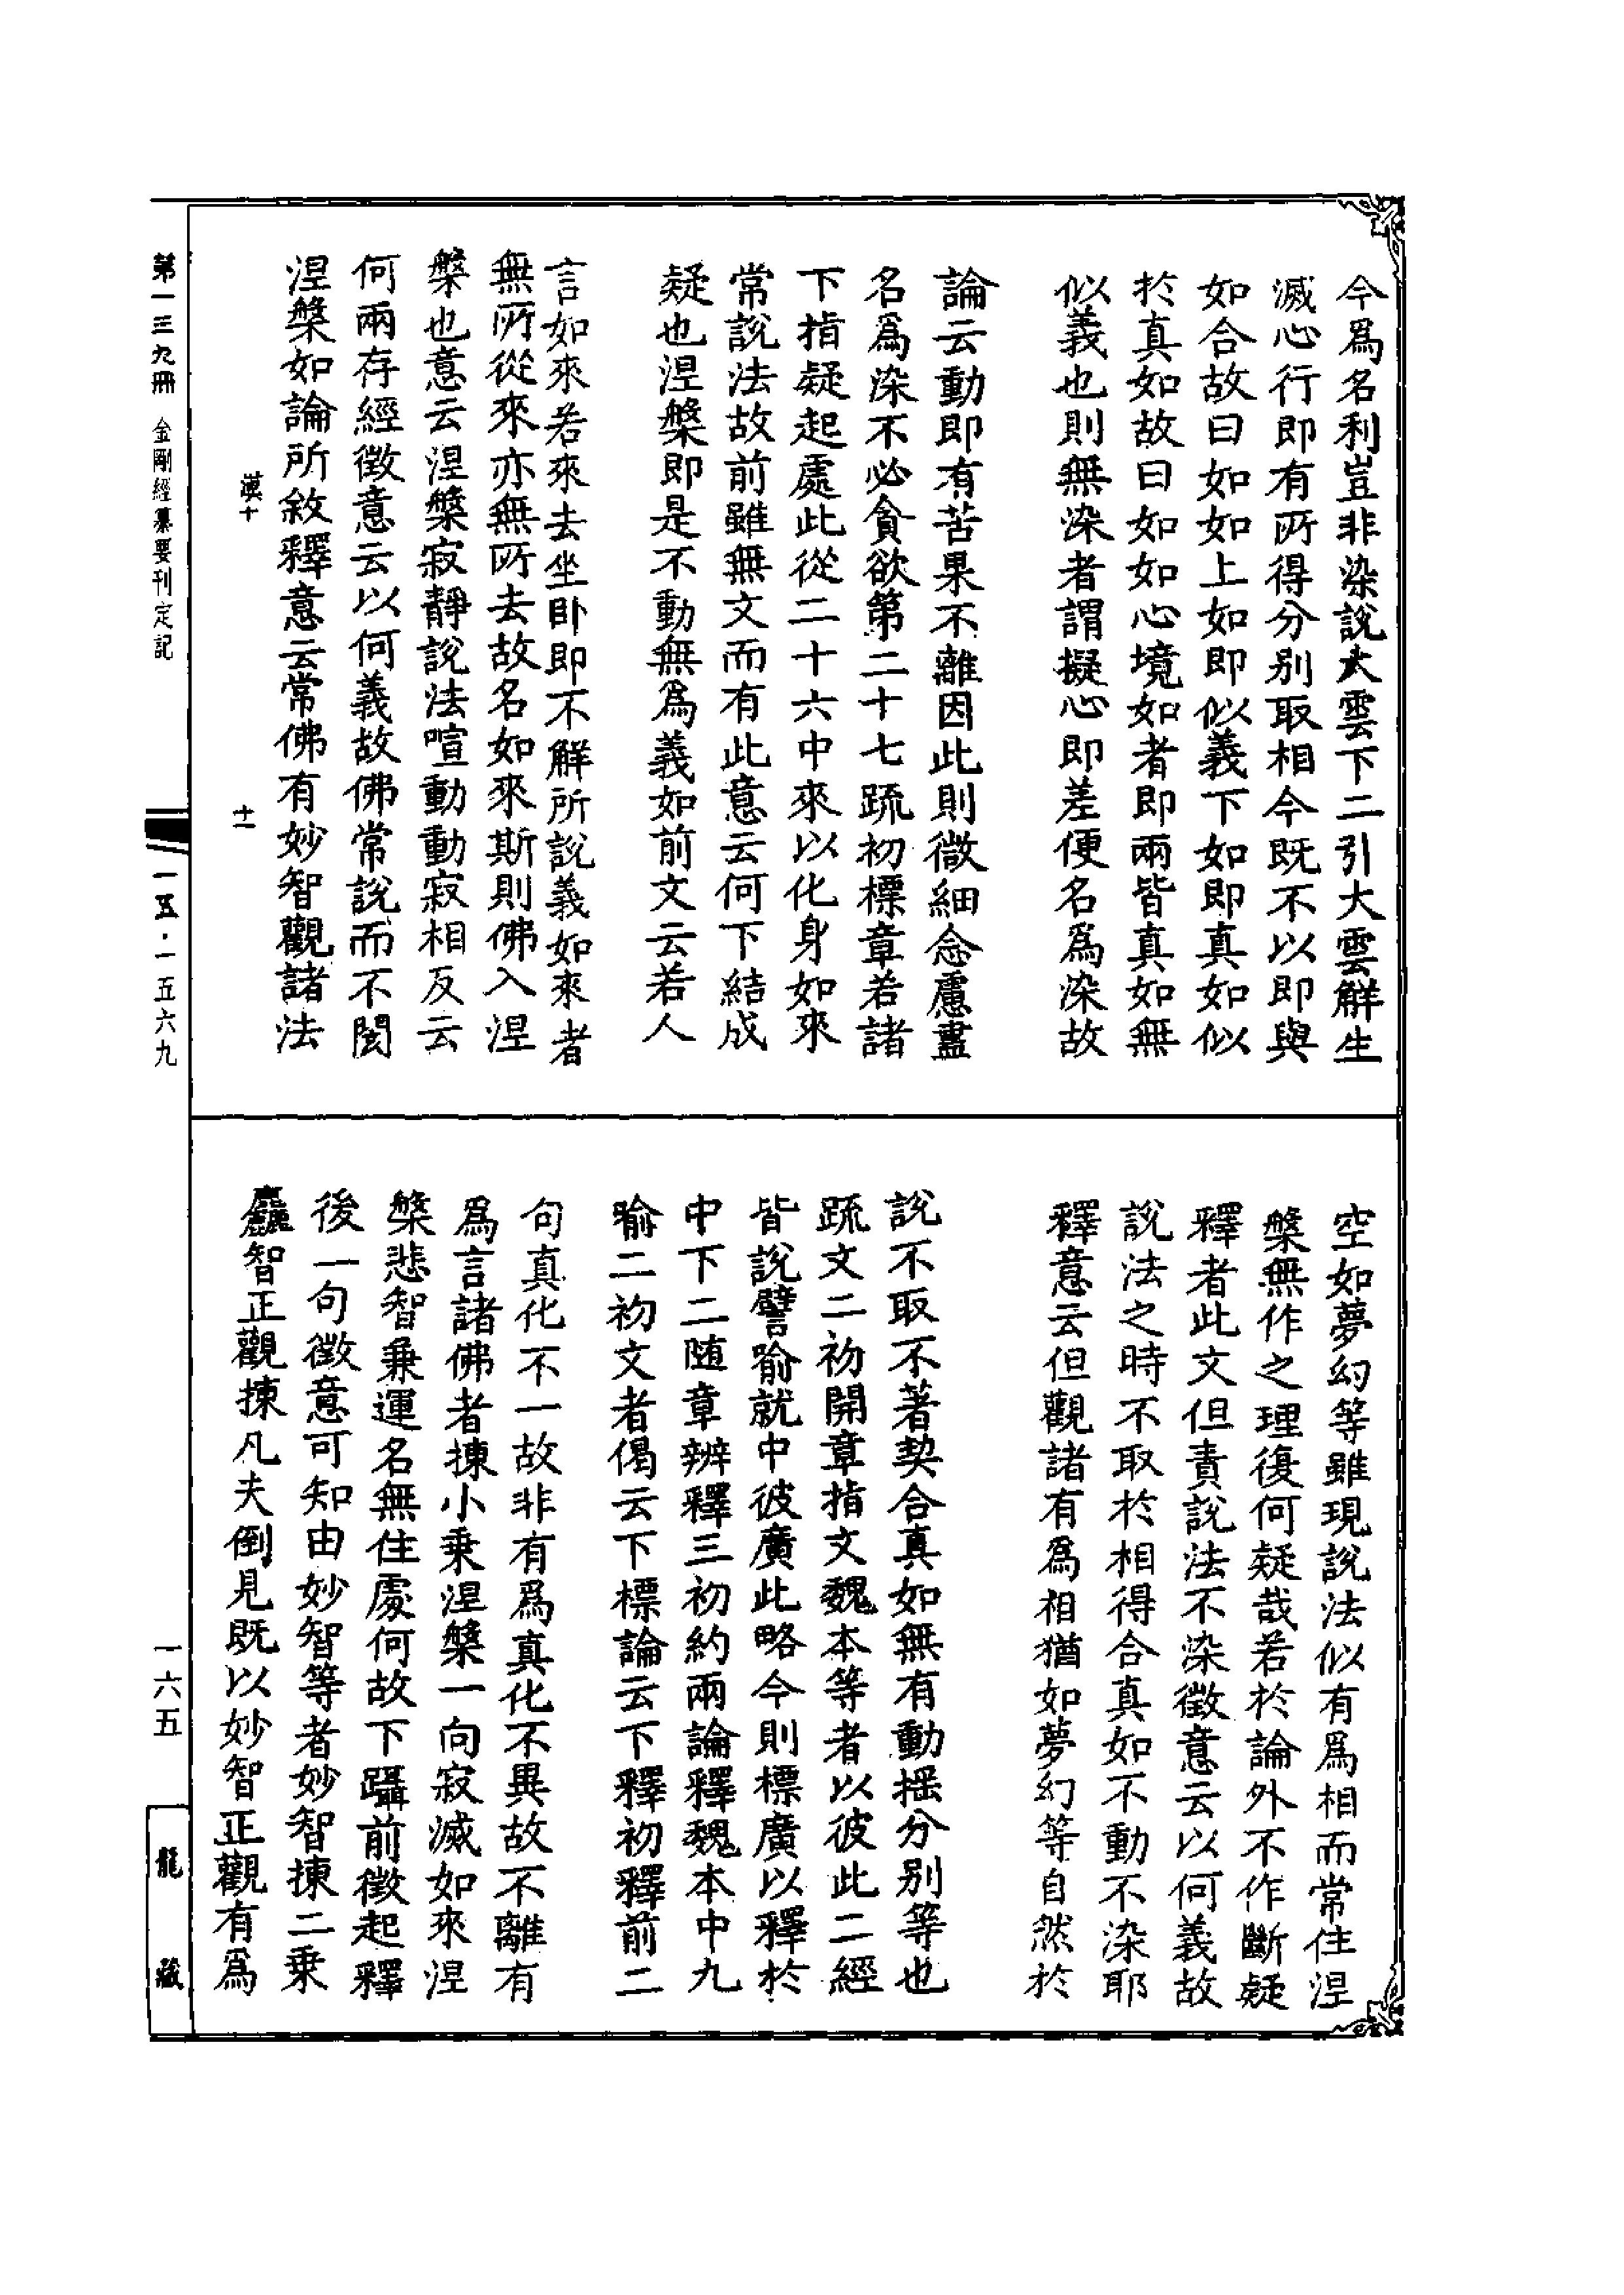 今爲名利豈非染說大雲下二引大雲解生
滅心行即有所得分別取相今既不以即與
如合故曰如如上如即似義下如即真如似
於真如故曰如如心境如者即兩皆真如無
似義也則無染者謂擬心即差便名爲染故
論云動即有苦果不離因此則微細念慮盡
名爲染不必貪欲第二十七疏初標章若諸
下指疑起處此從二十六中來以化身如來
常說法故前雖無文而有此意云何下結成
疑也涅槃即是不動無爲義如前文云若人
言如來若來去坐臥即不解所說義如來者
無所從來亦無所去故名如來斯則佛入涅
槃也意云涅槃寂靜說法喧動動寂相反云
何兩存經徵意云以何義故佛常說而不閡
涅槃如論所敘釋意云常佛有妙智觀諸法
漠十
十一
空如夢幻等雖現說法似有爲相而常住涅
槃無作之理復何疑哉若於論外不作斷疑
釋者此文但責說法不染徵意云以何義故
說法之時不取於相得合真如不動不染耶
釋意云但觀諸有爲相猶如夢幻等自然於
說不取不著契合真如無有動搖分別等也
疏文二初開章指文魏本等者以彼此二經
皆說譬喻就中彼廣此略今則標廣以釋於
中下二随章辨釋三初約兩論釋魏本中九
喻二初文者偈云下標論云下釋初釋前二
句真化不一故非有爲真化不異故不離有
爲言諸佛者揀小乗涅槃一向寂滅如來涅
槃悲智兼運名無住處何故下躡前徵起釋
後一句徵意可知由妙智等者妙智揀二乗
麤智正觀揀凡夫倒見既以妙智正觀有爲
第一三九冊 金剛經纂要刊定記
一五·一五六九
一六五
龍藏